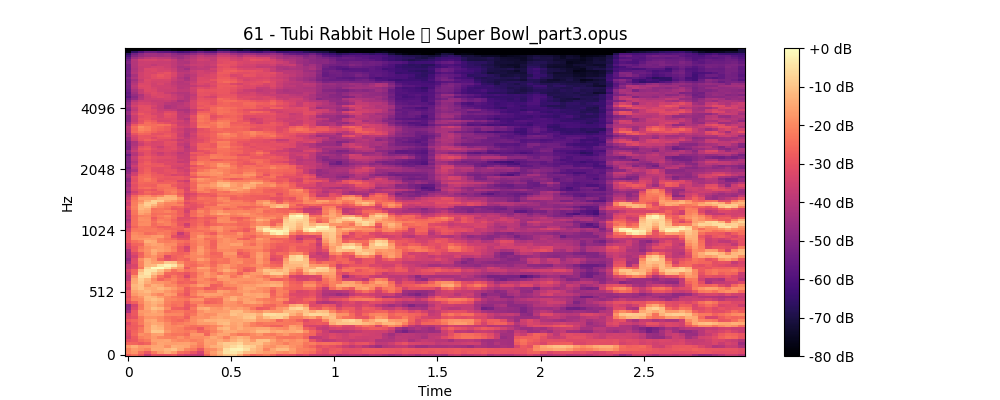 61 - Tubi Rabbit Hole  Super Bowl_part3.opus
+0 dB
-10 dB
-20 dB
-30 dB
-40 dB
-50 dB
-60 dB
-70 dB
-80 dB
4096
2048
1024
512
0
Hz
0 0.5 1 1.5 2 2.5
Time